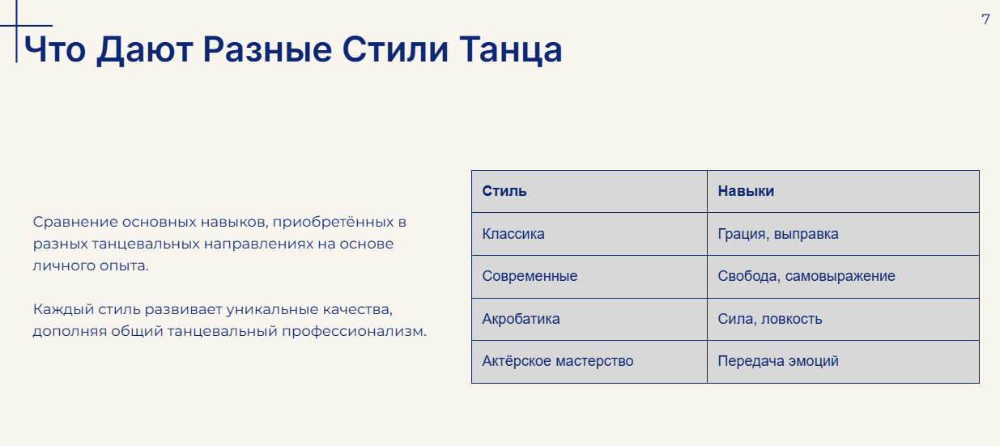 7
Что Дают Разные Стили Танца
Сравнение основных навыков, приобретённых в
разных танцевальных направлениях на основе
личного опыта.
Каждый стиль развивает уникальные качества,
дополняя общий танцевальный профессионализм.
Стиль Навыки
Классика Грация, выправка
Современные Свобода, самовыражение
Акробатика Сила, ловкость
Актёрское мастерство Передача эмоций